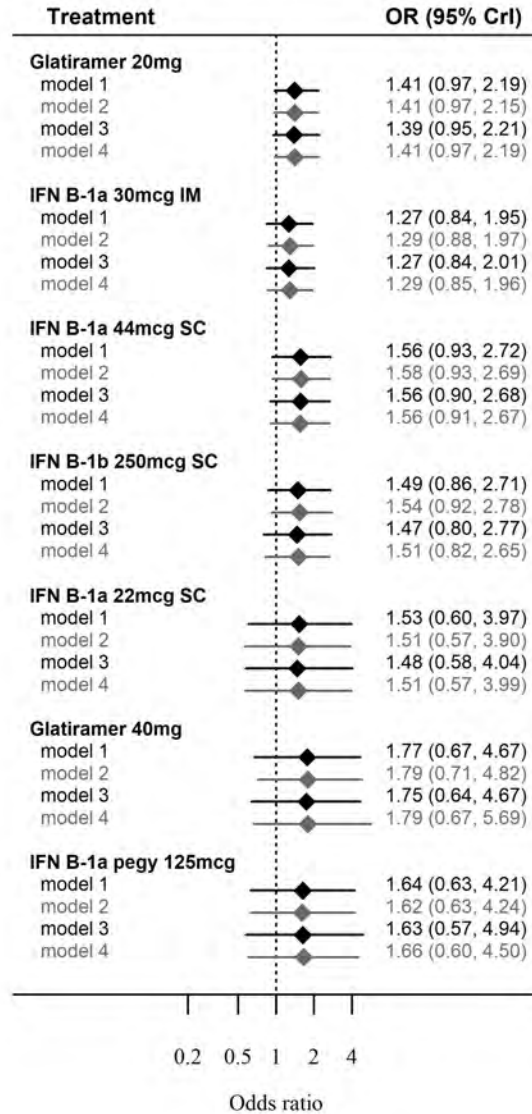 Treatment OR (95% CrI)
Glatiramer 20mg
model 1 1.41 (0.97, 2.19)
model 2 1.41 (0.97, 2.15)
model 3 1.39 (0.95, 2.21)
model 4 1.41 (0.97, 2.19)
IFN B-1a 30mcg IM
model 1 1.27 (0.84, 1.95)
model 2 1.29 (0.88, 1.97)
model 3 1.27 (0.84, 2.01)
model 4 1.29 (0.85, 1.96)
IFN B-1a 44mcg SC
model 1 1.56 (0.93, 2.72)
model 2 1.58 (0.93, 2.69)
model 3 1.56 (0.90, 2.68)
model 4 1.56 (0.91, 2.67)
IFN B-1b 250mcg SC
model 1 1.49 (0.86, 2.71)
model 2 1.54 (0.92, 2.78)
model 3 1.47 (0.80, 2.77)
model 4 1.51 (0.82, 2.65)
IFN B-1a 22mcg SC
model 1 1.53 (0.60, 3.97)
model 2 1.51 (0.57, 3.90)
model 3 1.48 (0.58, 4.04)
model 4 1.51 (0.57, 3.99)
Glatiramer 40mg
model 1 1.77 (0.67, 4.67)
model 2 1.79 (0.71, 4.82)
model 3 1.75 (0.64, 4.67)
model 4 1.79 (0.67, 5.69)
IFN B-1a pegy 125mcg
model 1 1.64 (0.63, 4.21)
model 2 1.62 (0.63, 4.24)
model 3 1.63 (0.57, 4.94)
model 4 1.66 (0.60, 4.50)
0.2 0.5 1 2 4
Odds ratio